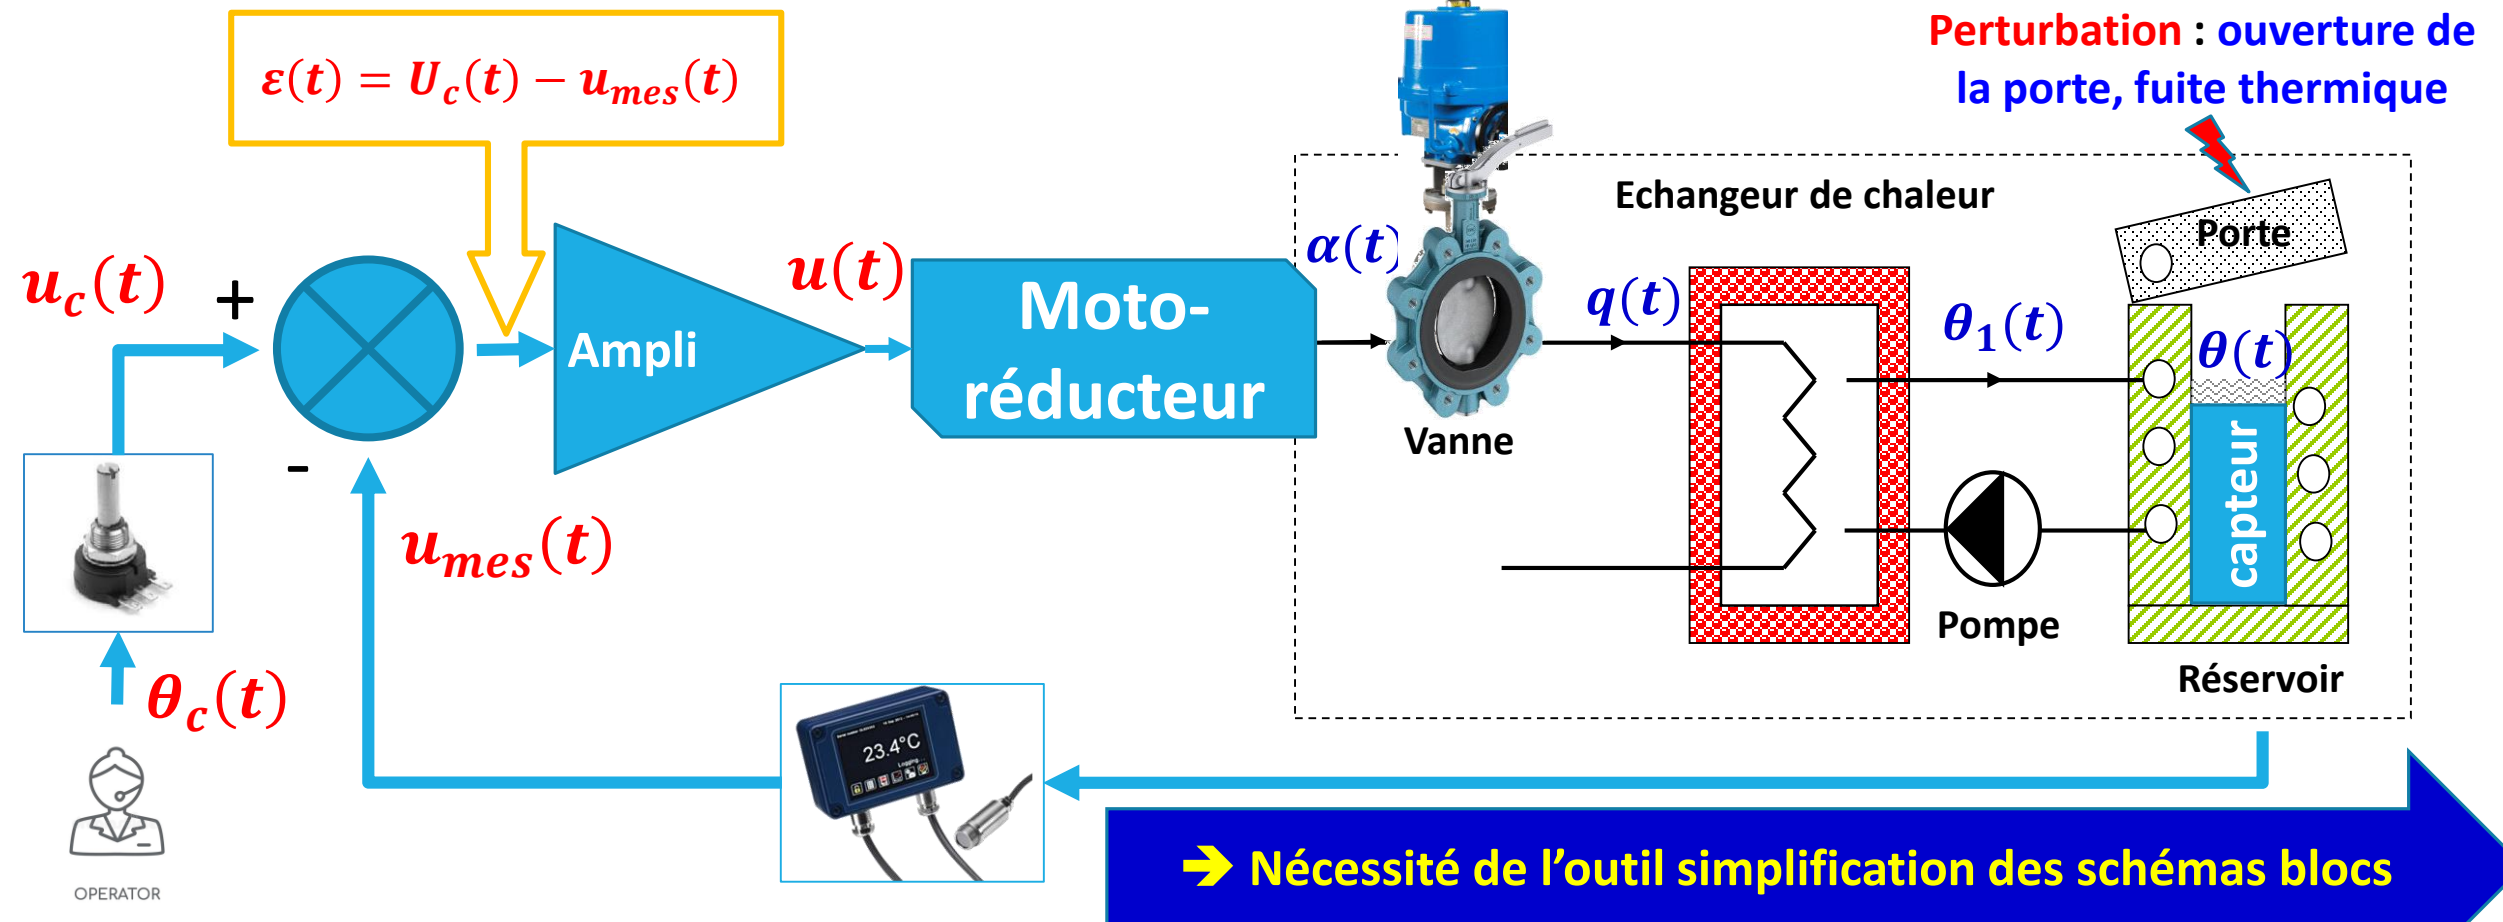 Perturbation : ouverture de
la porte, fuite thermique
ε(t) = U_c(t) − u_mes(t)
Echangeur de chaleur
Porte
u_c(t)
+
u(t)
α(t)
q(t)
θ_1(t)
θ(t)
Ampli
Moto-
réducteur
Vanne
-
u_mes(t)
capteur
Pompe
Réservoir
θ_c(t)
23.4°C
Logging...
OPERATOR
➔ Nécessité de l'outil simplification des schémas blocs